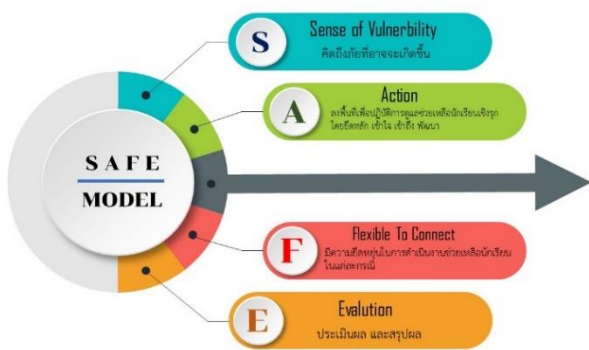 S A F E
MODEL
S
Sense of Vulnerbility
คิดถึงภัยที่อาจจะเกิดขึ้น
A
Action
ลงพื้นที่เพื่อปฏิบัติการดูแลช่วยเหลือนักเรียนเชิงรุก
โดยยึดหลัก เข้าใจ เข้าถึง พัฒนา
F
Flexible To Connect
มีความยืดหยุ่นในการดำเนินงานช่วยเหลือนักเรียน
ในแต่ละกรณี
E
Evalution
ประเมินผล และสรุปผล